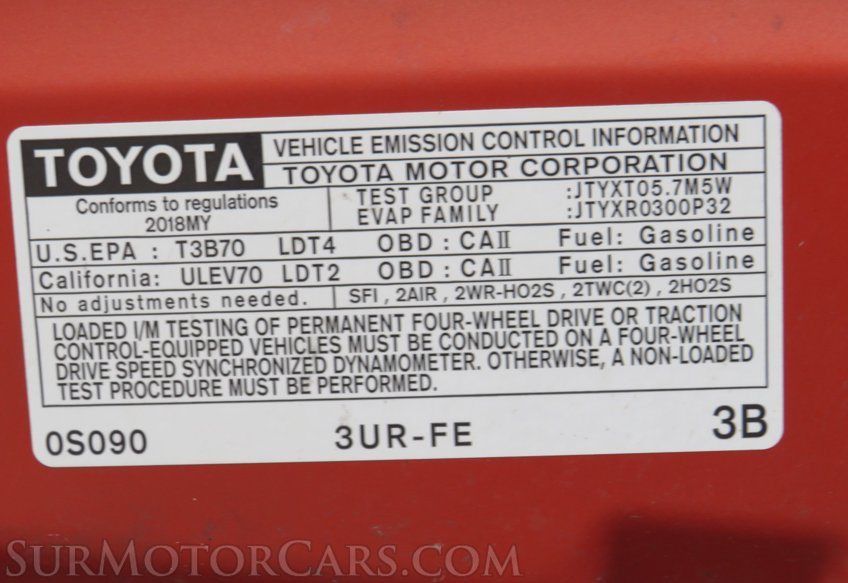 TOYOTA
VEHICLE EMISSION CONTROL INFORMATION
TOYOTA MOTOR CORPORATION
Conforms to regulations
2018MY
TEST GROUP :JTYXT05.7M5W
EVAP FAMILY :JTYXR0300P32
U.S.EPA : T3B70 LDT4 OBD : CAⅡ Fuel: Gasoline
California: ULEV70 LDT2 OBD : CAⅡ Fuel: Gasoline
No adjustments needed. SFI , 2AIR , 2WR-HO2S , 2TWC(2) , 2HO2S
LOADED I/M TESTING OF PERMANENT FOUR-WHEEL DRIVE OR TRACTION
CONTROL-EQUIPPED VEHICLES MUST BE CONDUCTED ON A FOUR-WHEEL
DRIVE SPEED SYNCHRONIZED DYNAMOMETER. OTHERWISE, A NON-LOADED
TEST PROCEDURE MUST BE PERFORMED.
0S090 3UR-FE 3B
SurMotorCars.com